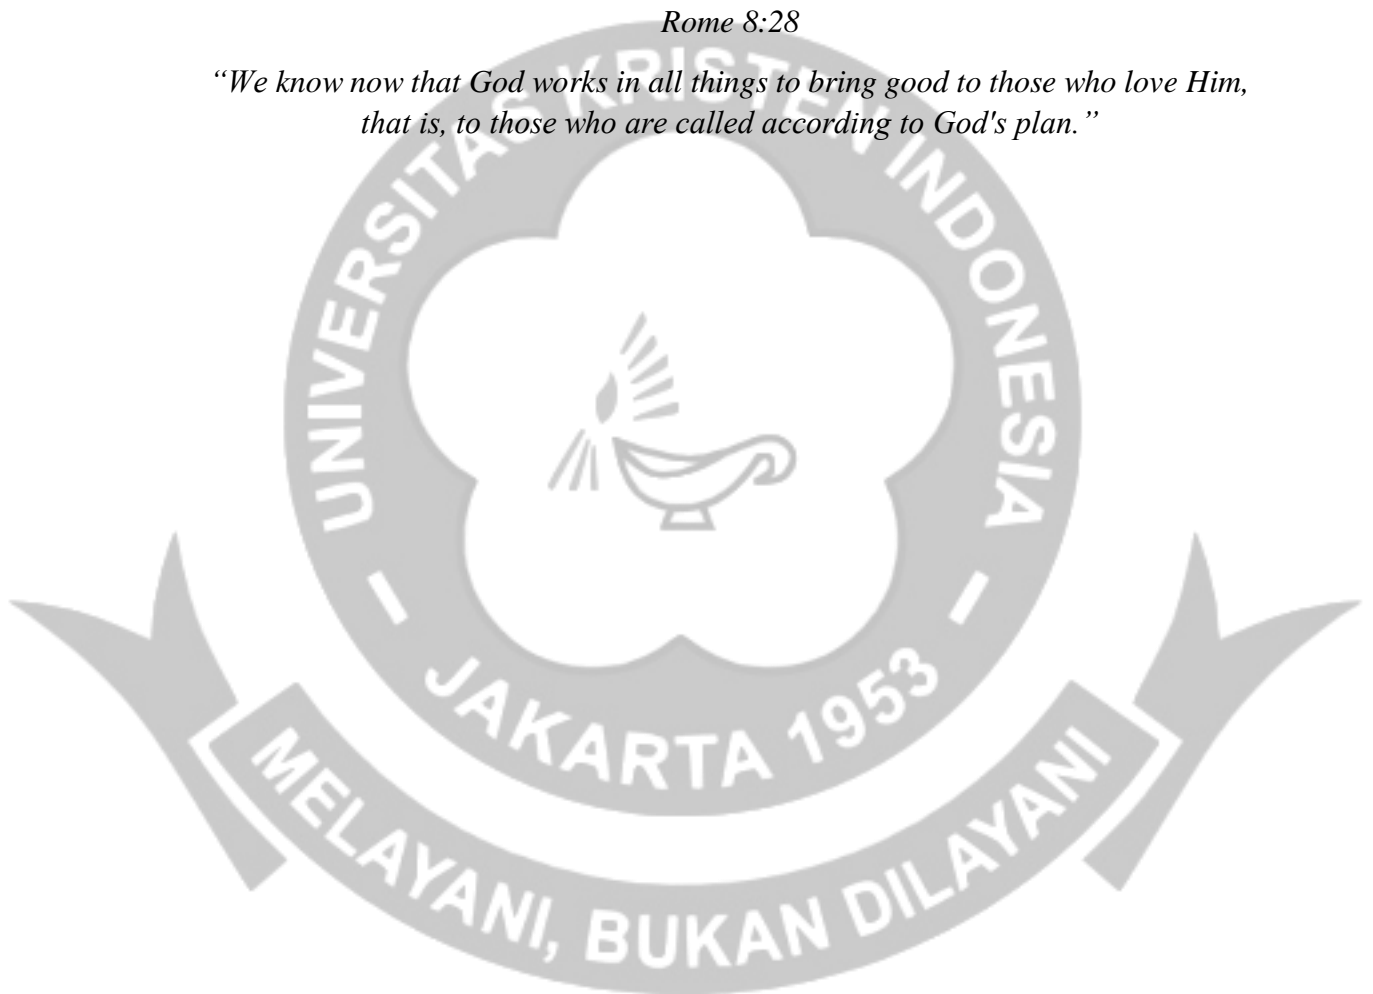 Rome 8:28
“We know now that God works in all things to bring good to those who love Him,
that is, to those who are called according to God's plan.”
UNIVERSITAS KRISTEN INDONESIA
JAKARTA 1953
MELAYANI, BUKAN DILAYANI